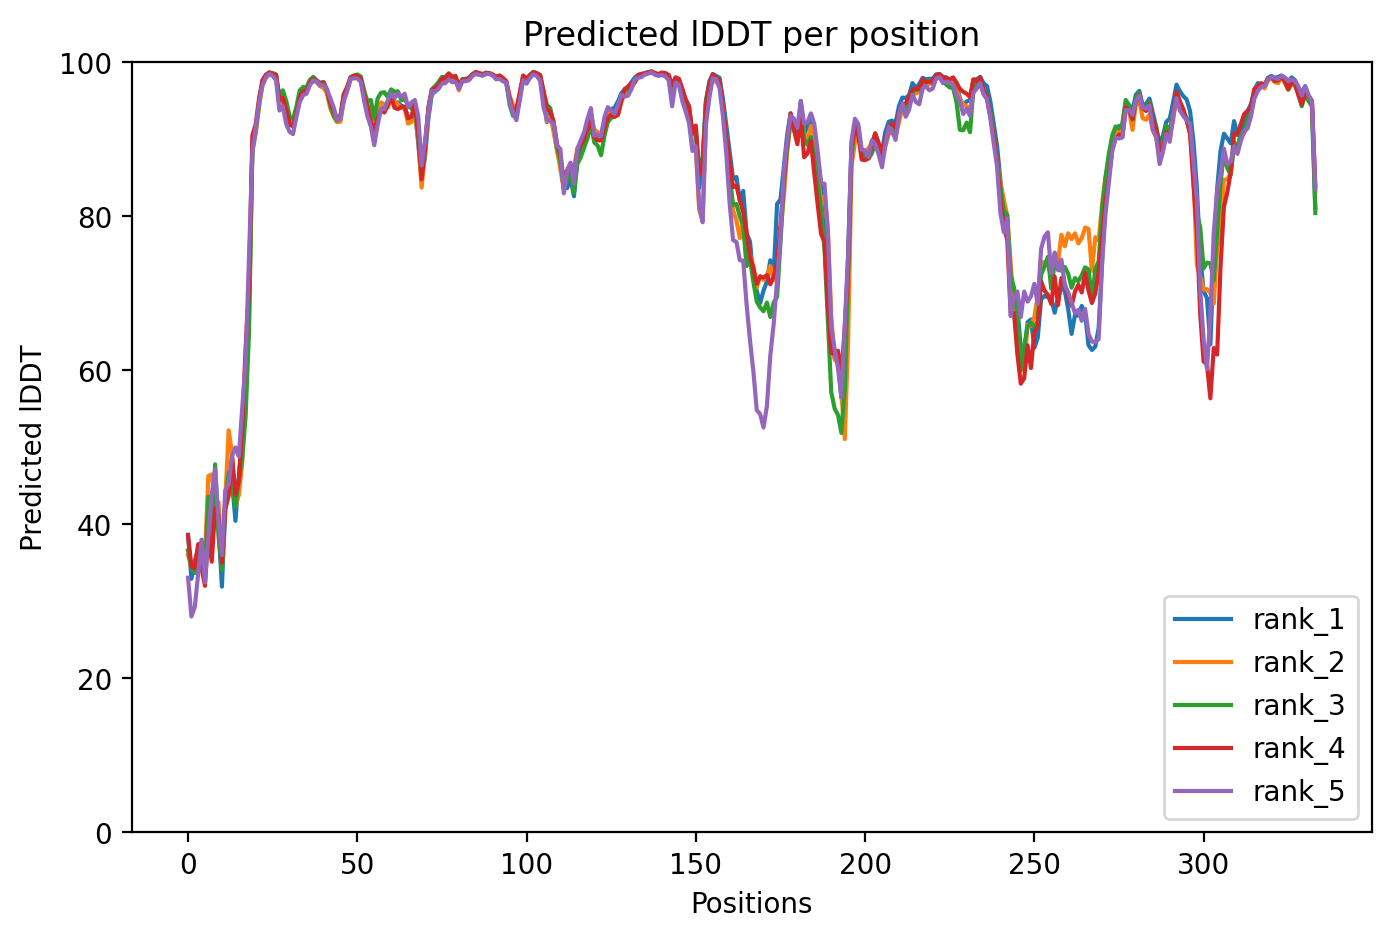 Predicted lDDT per position
Predicted lDDT
100
80
60
40
20
0
0 50 100 150 200 250 300
Positions
rank_1
rank_2
rank_3
rank_4
rank_5